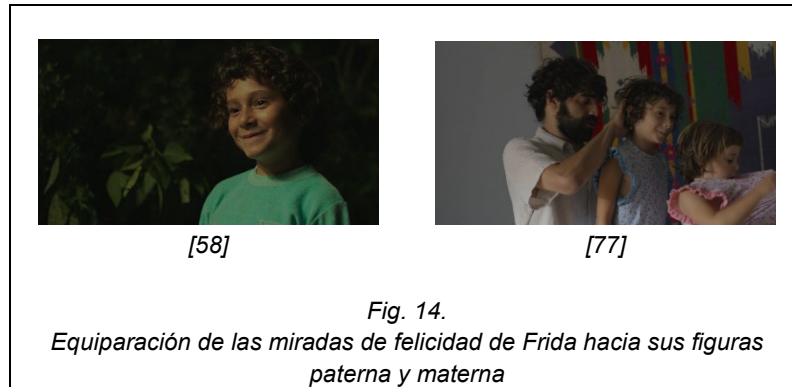 [58]
[77]
Fig. 14.
Equiparación de las miradas de felicidad de Frida hacia sus figuras
paterna y materna